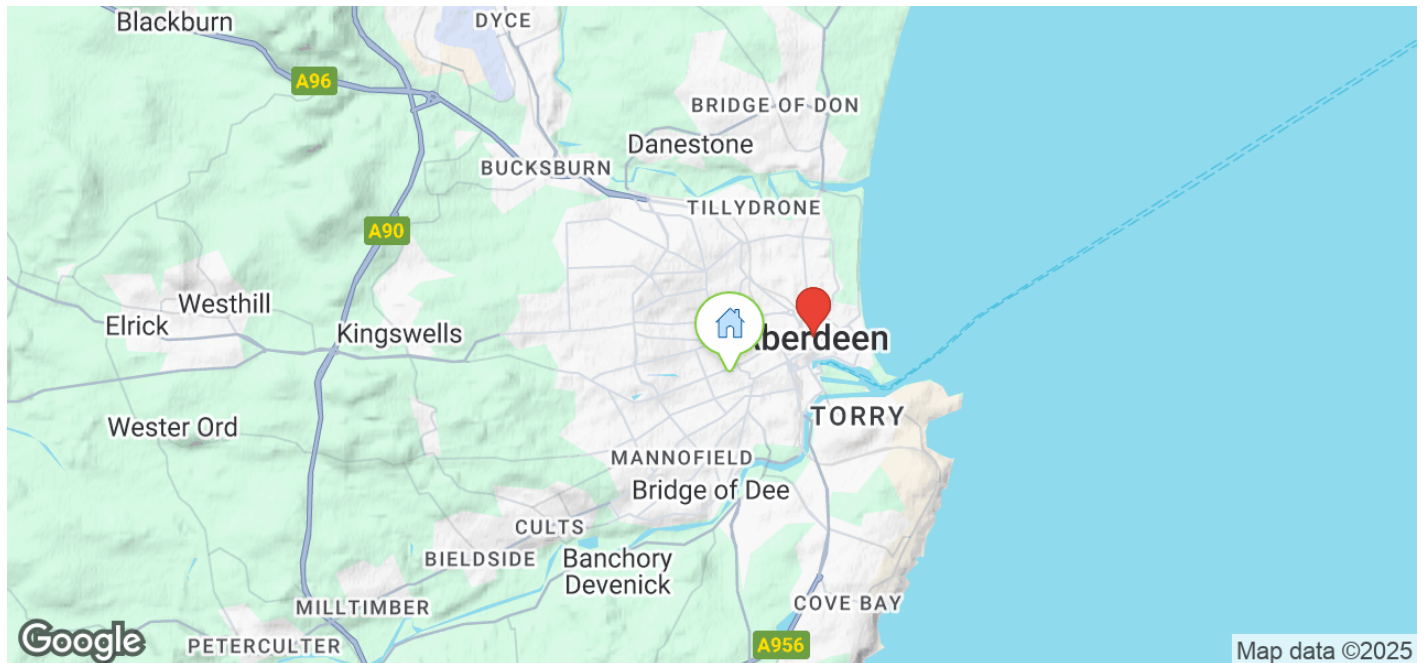 Blackburn
DYCE
A96
BRIDGE OF DON
Danestone
BUCKSBURN
TILLYDRONE
A90
Westhill
Elrick
Kingswells
Aberdeen
TORRY
Wester Ord
MANNOFIELD
Bridge of Dee
CULTS
BIELDSIDE
Banchory
Devenick
MILLTIMBER
COVE BAY
PETERCULTER
A956
Google
Map data ©2025